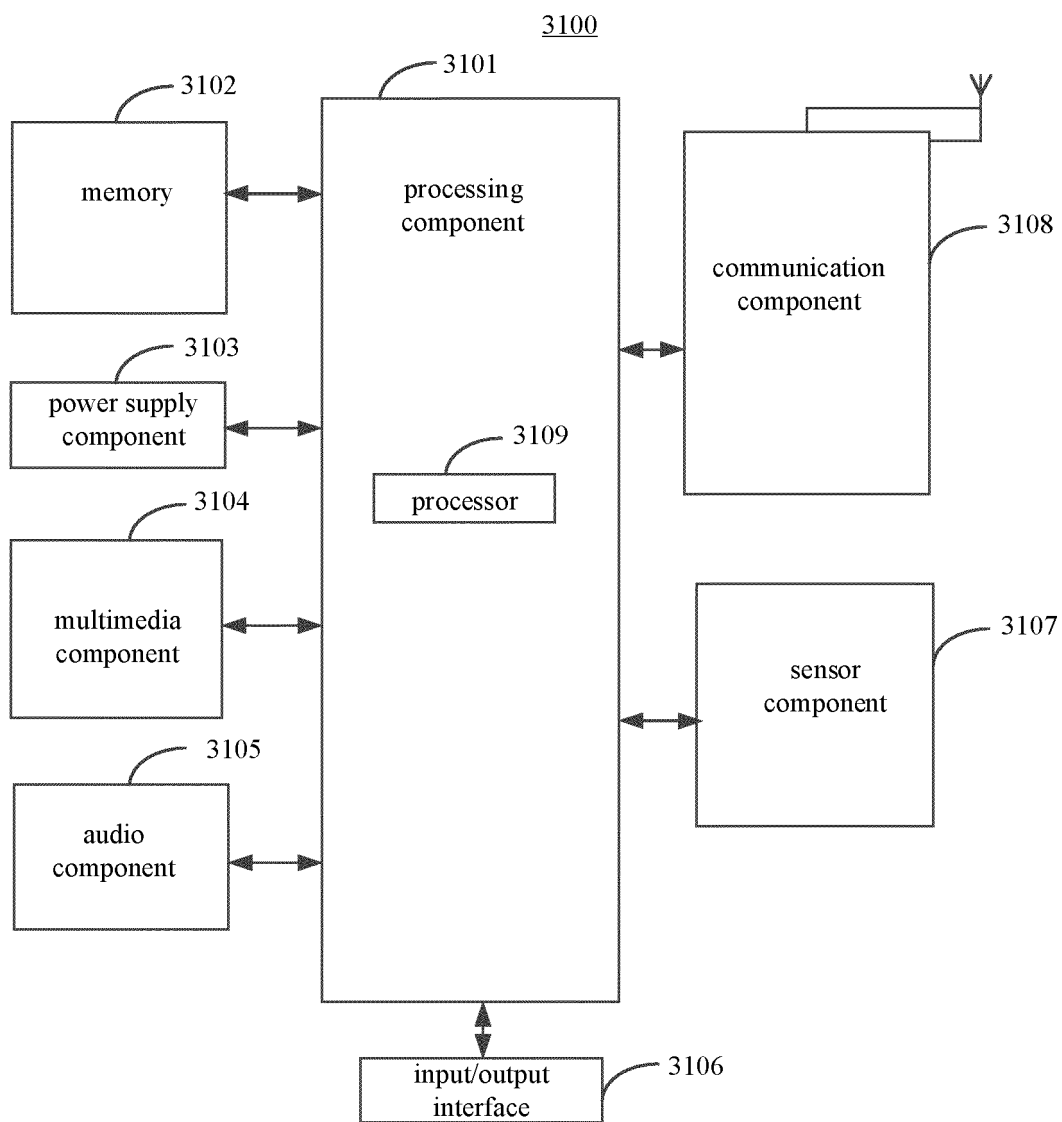 3100
3101
3102
memory
processing
component
3108
communication
component
3103
power supply
component
3109
processor
3104
multimedia
component
3107
sensor
component
3105
audio
component
3106
input/output
interface